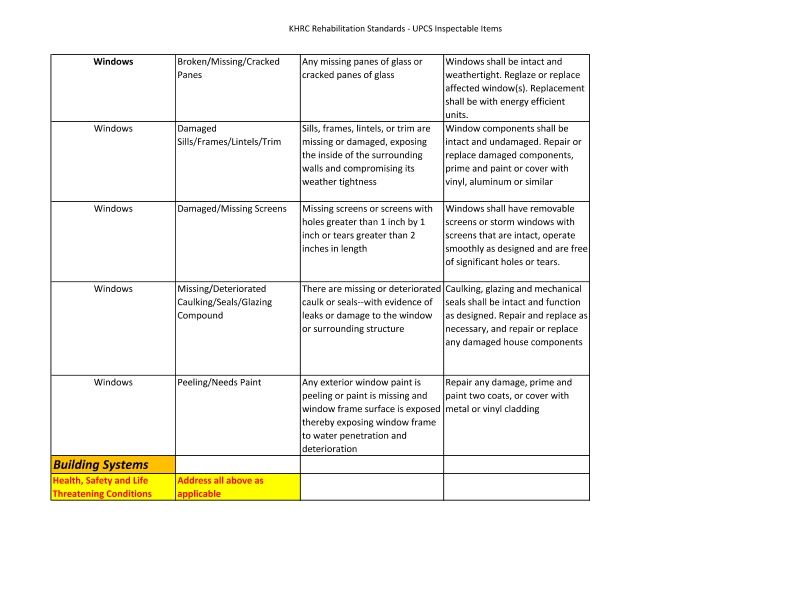 KHRC Rehabilitation Standards - UPCS Inspectable Items
Windows
Broken/Missing/Cracked
Panes
Any missing panes of glass or
cracked panes of glass
Windows shall be intact and
weathertight. Reglaze or replace
affected window(s). Replacement
shall be with energy efficient
units.
Windows
Damaged
Sills/Frames/Lintels/Trim
Sills, frames, lintels, or trim are
missing or damaged, exposing
the inside of the surrounding
walls and compromising its
weather tightness
Window components shall be
intact and undamaged. Repair or
replace damaged components,
prime and paint or cover with
vinyl, aluminum or similar
Windows
Damaged/Missing Screens
Missing screens or screens with
holes greater than 1 inch by 1
inch or tears greater than 2
inches in length
Windows shall have removable
screens or storm windows with
screens that are intact, operate
smoothly as designed and are free
of significant holes or tears.
Windows
Missing/Deteriorated
Caulking/Seals/Glazing
Compound
There are missing or deteriorated
caulk or seals--with evidence of
leaks or damage to the window
or surrounding structure
Caulking, glazing and mechanical
seals shall be intact and function
as designed. Repair and replace as
necessary, and repair or replace
any damaged house components
Windows
Peeling/Needs Paint
Any exterior window paint is
peeling or paint is missing and
window frame surface is exposed
thereby exposing window frame
to water penetration and
deterioration
Repair any damage, prime and
paint two coats, or cover with
metal or vinyl cladding
Building Systems
Health, Safety and Life
Threatening Conditions
Address all above as
applicable